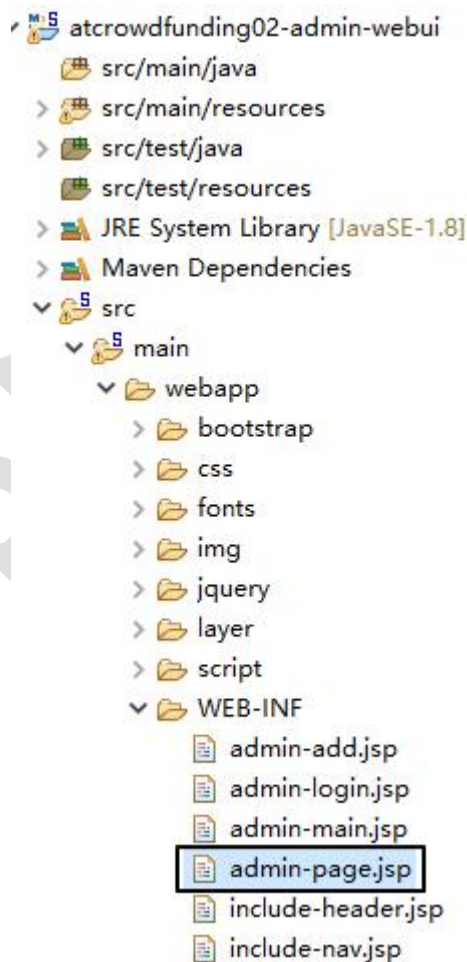 atcrowdfunding02-admin-webui
src/main/java
src/main/resources
src/test/java
src/test/resources
JRE System Library [JavaSE-1.8]
Maven Dependencies
src
main
webapp
bootstrap
css
fonts
img
jquery
layer
script
WEB-INF
admin-add.jsp
admin-login.jsp
admin-main.jsp
admin-page.jsp
include-header.jsp
include-nav.jsp